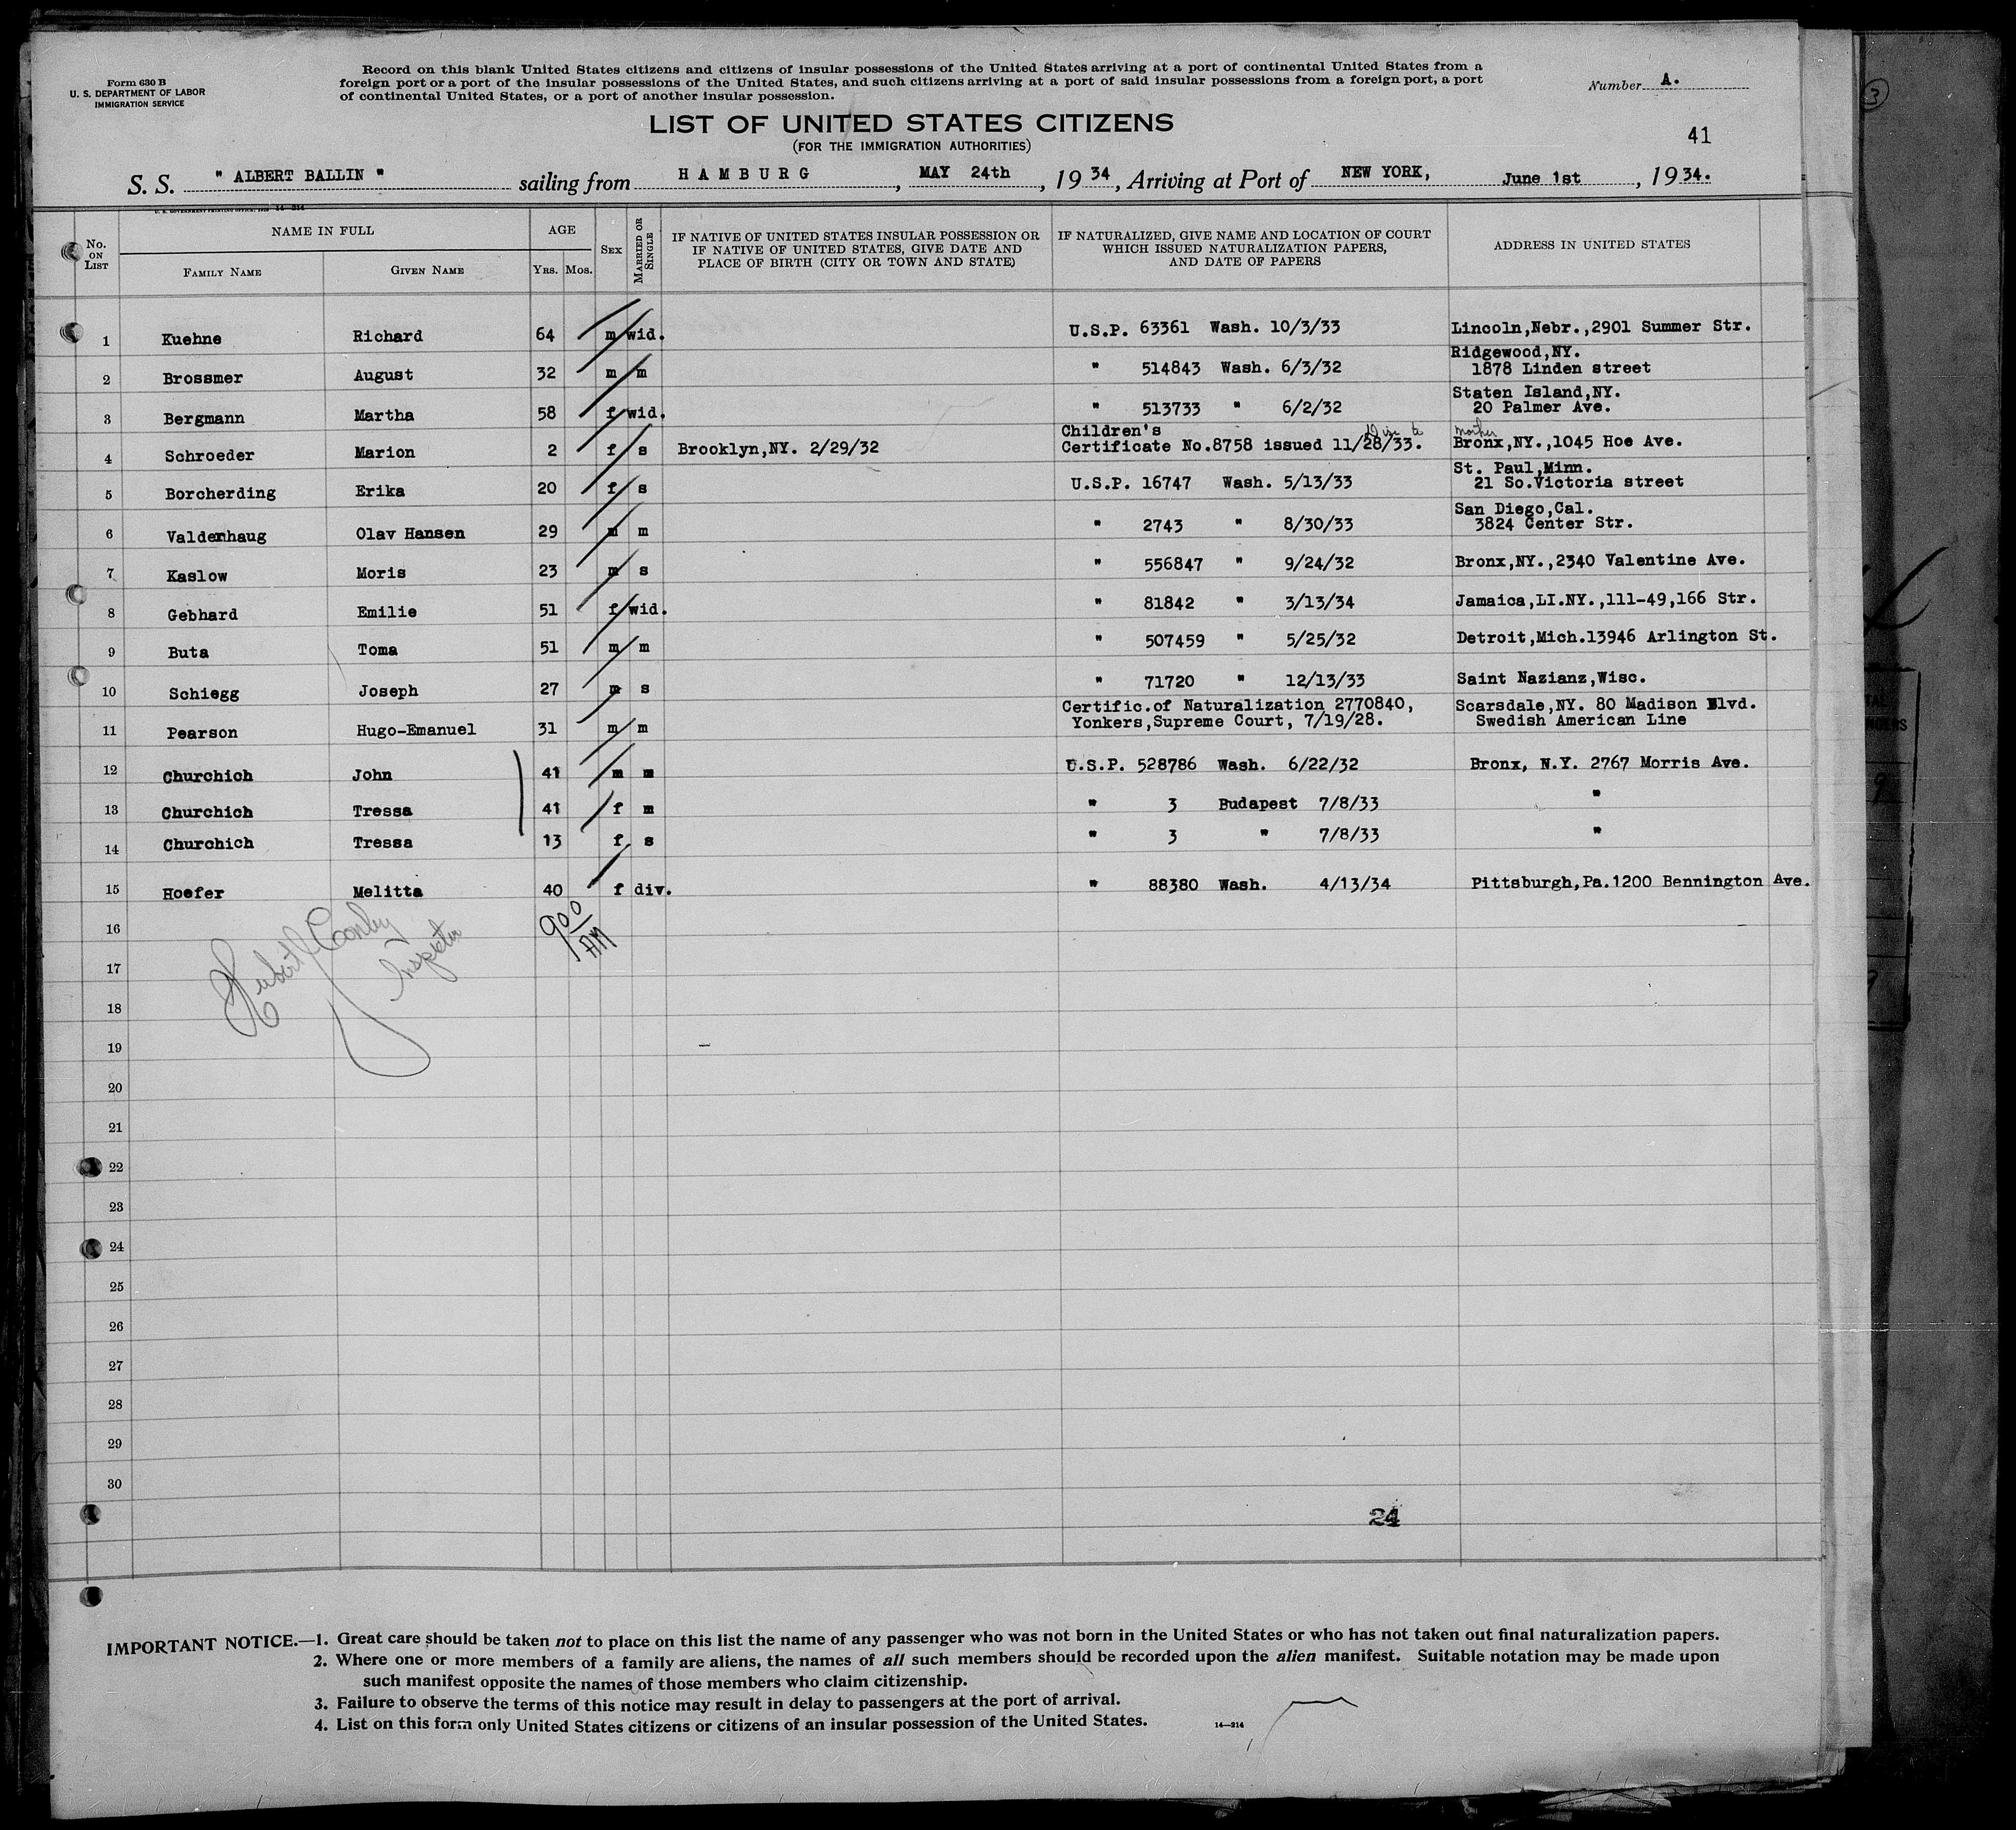 Form 630 B
U. S. DEPARTMENT OF LABOR
IMMIGRATION SERVICE
Record on this blank United States citizens and citizens of insular possessions of the United States arriving at a port of continental United States from a
foreign port or a port of the insular possessions of the United States, and such citizens arriving at a port of said insular possessions from a foreign port, a port
of continental United States, or a port of another insular possession.
Number A.
3
LIST OF UNITED STATES CITIZENS
(FOR THE IMMIGRATION AUTHORITIES)
41
S. S. " ALBERT BALLIN " sailing from HAMBURG, MAY 24th, 1934, Arriving at Port of NEW YORK, June 1st, 1934.
U. S. GOVERNMENT PRINTING OFFICE: 14—214
No. ON LIST
NAME IN FULL
FAMILY NAME GIVEN NAME
AGE
YRS. MOS.
SEX
MARRIED OR SINGLE
IF NATIVE OF UNITED STATES INSULAR POSSESSION OR
IF NATIVE OF UNITED STATES, GIVE DATE AND
PLACE OF BIRTH (CITY OR TOWN AND STATE)
IF NATURALIZED, GIVE NAME AND LOCATION OF COURT
WHICH ISSUED NATURALIZATION PAPERS,
AND DATE OF PAPERS
ADDRESS IN UNITED STATES
1 Kuehne Richard 64 m wid. U.S.P. 63361 Wash. 10/3/33 Lincoln,Nebr.,2901 Summer Str.
2 Brossmer August 32 m m " 514843 Wash. 6/3/32 Ridgewood,NY.
1878 Linden street
3 Bergmann Martha 58 f wid. " 513733 " 6/2/32 Staten Island,NY.
20 Palmer Ave.
4 Schroeder Marion 2 f s Brooklyn,NY. 2/29/32 Children's
Certificate No.8758 issued 11/28/33. to mother Bronx,NY.,1045 Hoe Ave.
5 Borcherding Erika 20 f s U.S.P. 16747 Wash. 5/13/33 St. Paul,Minn.
21 So.Victoria street
6 Valderhaug Olav Hansen 29 m m " 2743 " 8/30/33 San Diego,Cal.
3824 Center Str.
7 Kaslow Moris 23 m s " 556847 " 9/24/32 Bronx,NY.,2340 Valentine Ave.
8 Gebhard Emilie 51 f wid. " 81842 " 3/13/34 Jamaica,LI.NY.,111-49,166 Str.
9 Buta Toma 51 m m " 507459 " 5/25/32 Detroit,Mich.13946 Arlington St.
10 Schiegg Joseph 27 m s " 71720 " 12/13/33 Saint Nazianz,Wisc.
11 Pearson Hugo-Emanuel 31 m m Certific.of Naturalization 2770840,
Yonkers,Supreme Court, 7/19/28. Scarsdale,NY. 80 Madison Blvd.
Swedish American Line
12 Churchich John 41 m m U.S.P. 528786 Wash. 6/22/32 Bronx, N.Y. 2767 Morris Ave.
13 Churchich Tressa 41 f m " 3 Budapest 7/8/33 "
14 Churchich Tressa 13 f s " 3 " 7/8/33 "
15 Hoefer Melitta 40 f div. " 88380 Wash. 4/13/34 Pittsburgh,Pa.1200 Bennington Ave.
16
900 AM
Inspector
17
18
19
20
21
22
23
24
25
26
27
28
29
30
24
IMPORTANT NOTICE.—1. Great care should be taken not to place on this list the name of any passenger who was not born in the United States or who has not taken out final naturalization papers.
2. Where one or more members of a family are aliens, the names of all such members should be recorded upon the alien manifest. Suitable notation may be made upon
such manifest opposite the names of those members who claim citizenship.
3. Failure to observe the terms of this notice may result in delay to passengers at the port of arrival.
4. List on this form only United States citizens or citizens of an insular possession of the United States.
14—214